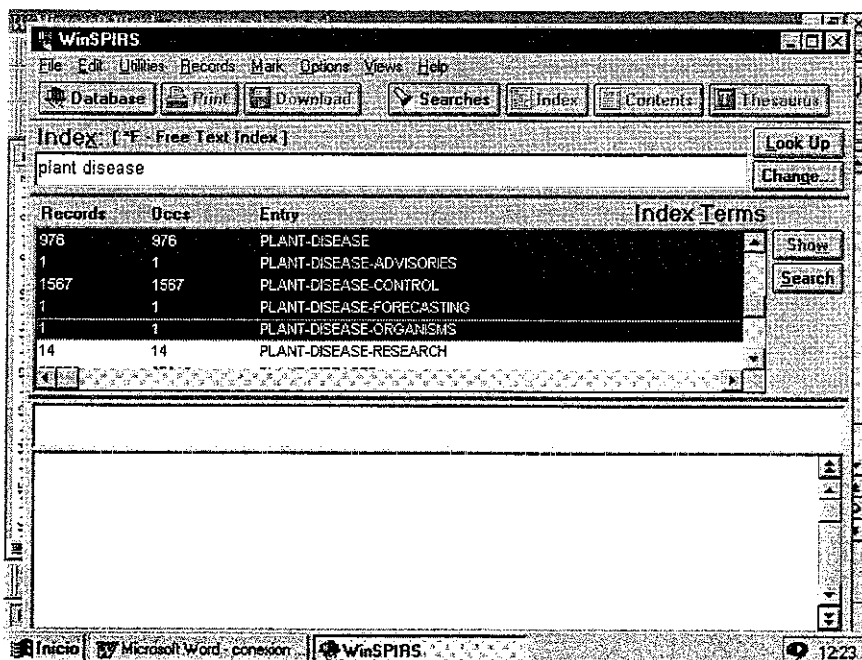 WinSPIRS
File Edit Utilities Records Mark Options Views Help
Database Print Download Searches Index Contents Thesaurus
Index: [ *F - Free Text Index ]
Look Up
plant disease
Change...
Records Occs Entry Index Terms
976 976 PLANT-DISEASE
Show
1 1 PLANT-DISEASE-ADVISORIES
1567 1567 PLANT-DISEASE-CONTROL
Search
1 1 PLANT-DISEASE-FORECASTING
1 1 PLANT-DISEASE-ORGANISMS
14 14 PLANT-DISEASE-RESEARCH
Inicio Microsoft Word - conexion ... WinSPIRS 12:23